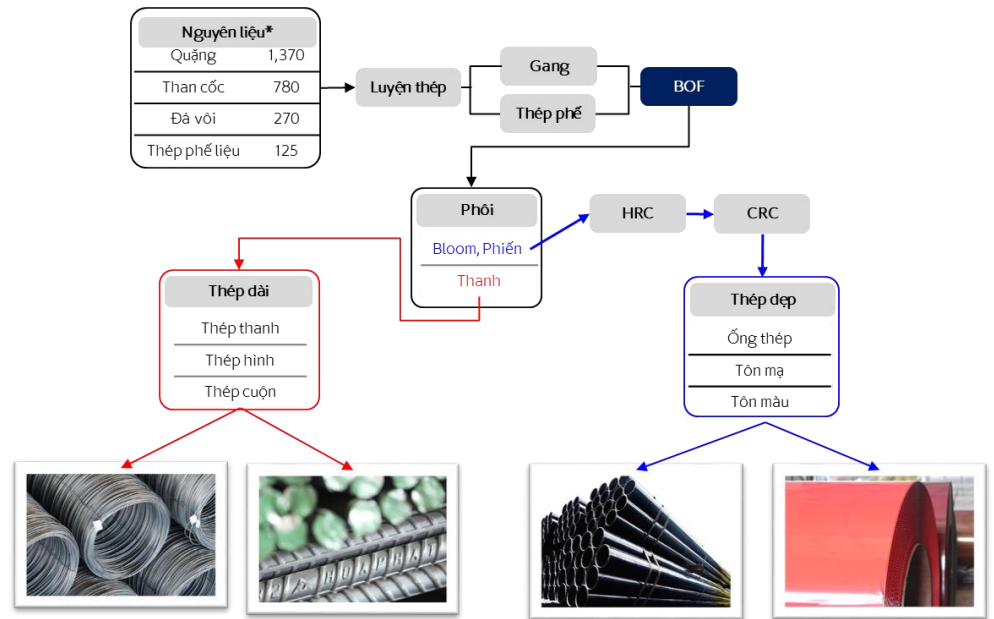 Nguyên liệu*
Quặng 1,370
Than cốc 780
Đá vôi 270
Thép phế liệu 125
Luyện thép
Gang
Thép phế
BOF
Phôi
Bloom, Phiến
Thanh
HRC
CRC
Thép dài
Thép thanh
Thép hình
Thép cuộn
Thép dẹp
Ống thép
Tôn mạ
Tôn màu
HOAPHAT